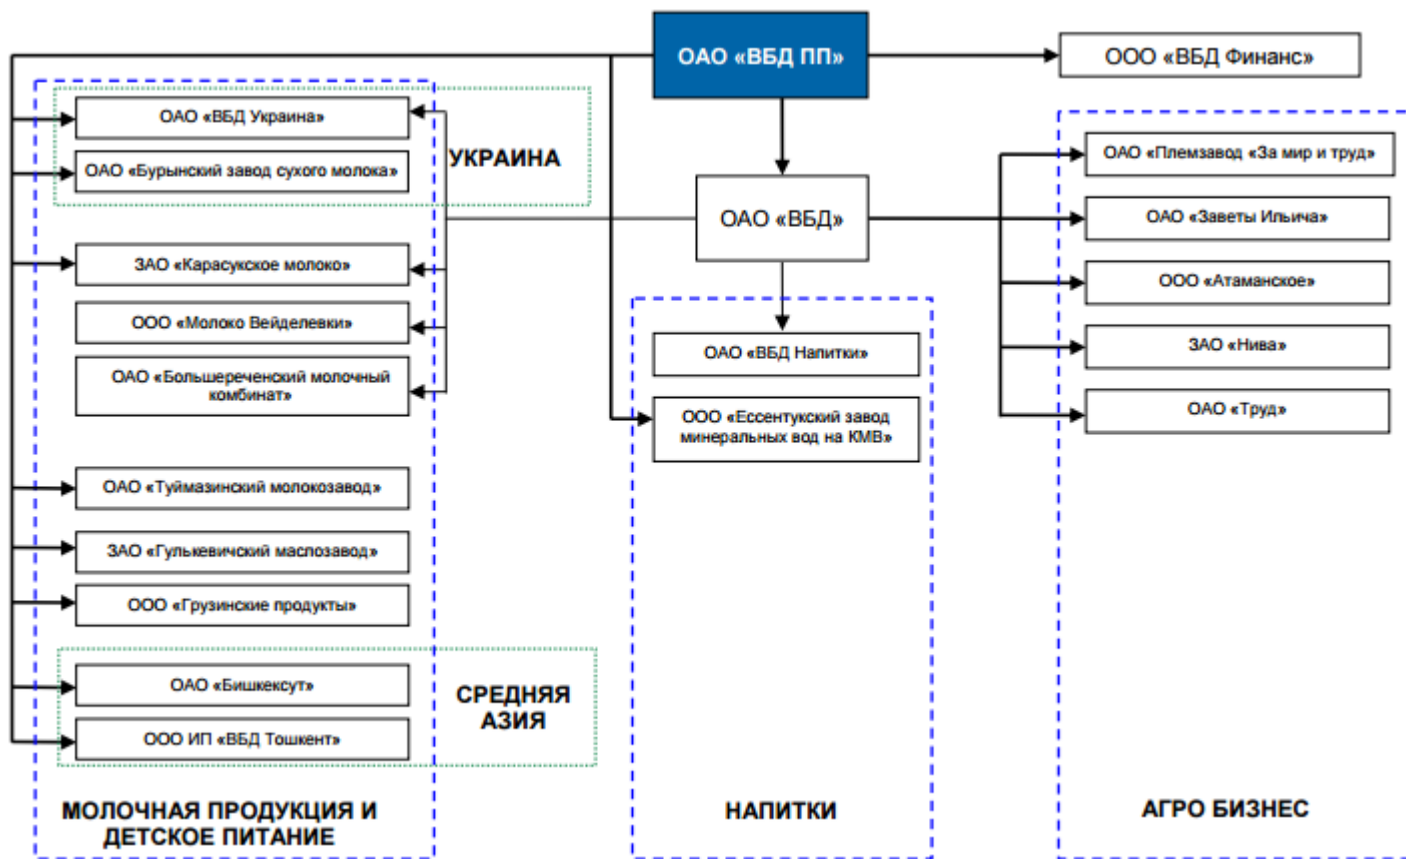 ОАО «ВБД ПП»
ООО «ВБД Финанс»
ОАО «ВБД Украина»
ОАО «Бурынский завод сухого молока»
УКРАИНА
ЗАО «Карасукское молоко»
ООО «Молоко Вейделевки»
ОАО «Большереченский молочный
комбинат»
ОАО «Туймазинский молокозавод»
ЗАО «Гулькевичский маслозавод»
ООО «Грузинские продукты»
ОАО «Бишкексут»
ООО ИП «ВБД Тошкент»
СРЕДНЯЯ
АЗИЯ
МОЛОЧНАЯ ПРОДУКЦИЯ И
ДЕТСКОЕ ПИТАНИЕ
ОАО «ВБД»
ОАО «ВБД Напитки»
ООО «Ессентукский завод
минеральных вод на КМВ»
НАПИТКИ
ОАО «Племзавод «За мир и труд»
ОАО «Заветы Ильича»
ООО «Атаманское»
ЗАО «Нива»
ОАО «Труд»
АГРО БИЗНЕС